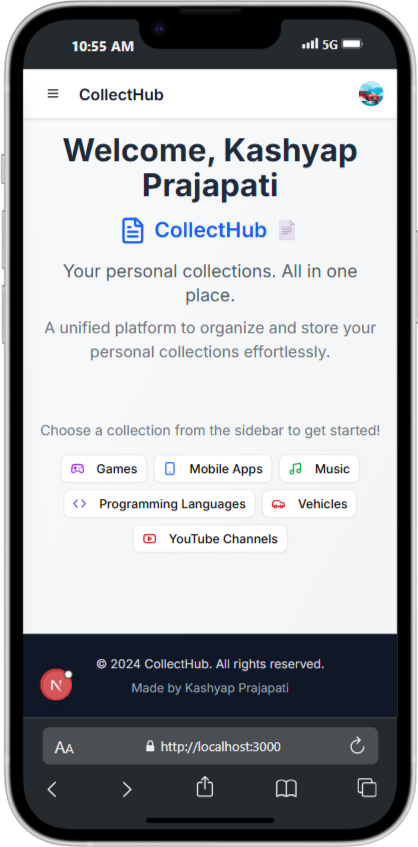 10:55 AM 5G
CollectHub
Welcome, Kashyap
Prajapati
CollectHub
Your personal collections. All in one
place.
A unified platform to organize and store your
personal collections effortlessly.
Choose a collection from the sidebar to get started!
Games Mobile Apps Music
Programming Languages Vehicles
YouTube Channels
© 2024 CollectHub. All rights reserved.
N
Made by Kashyap Prajapati
AA http://localhost:3000